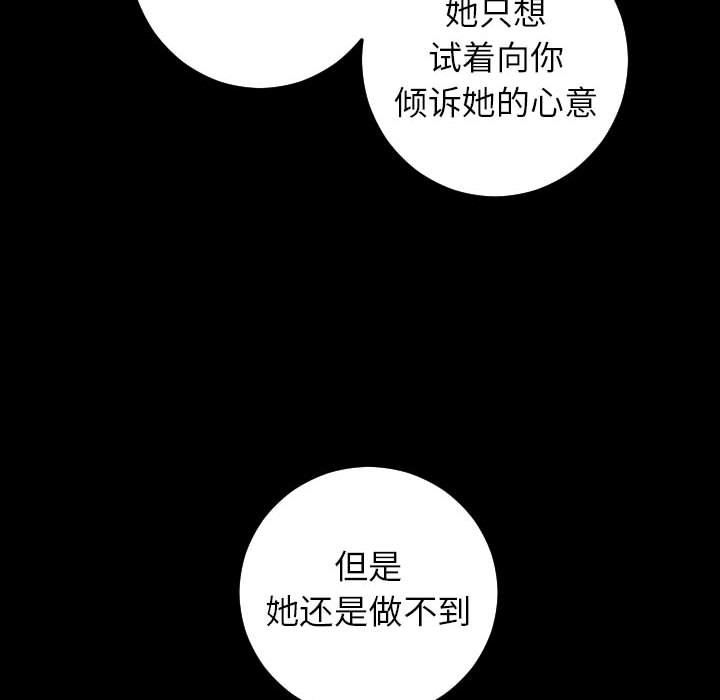 她只想
试着向你
倾诉她的心意
但是
她还是做不到